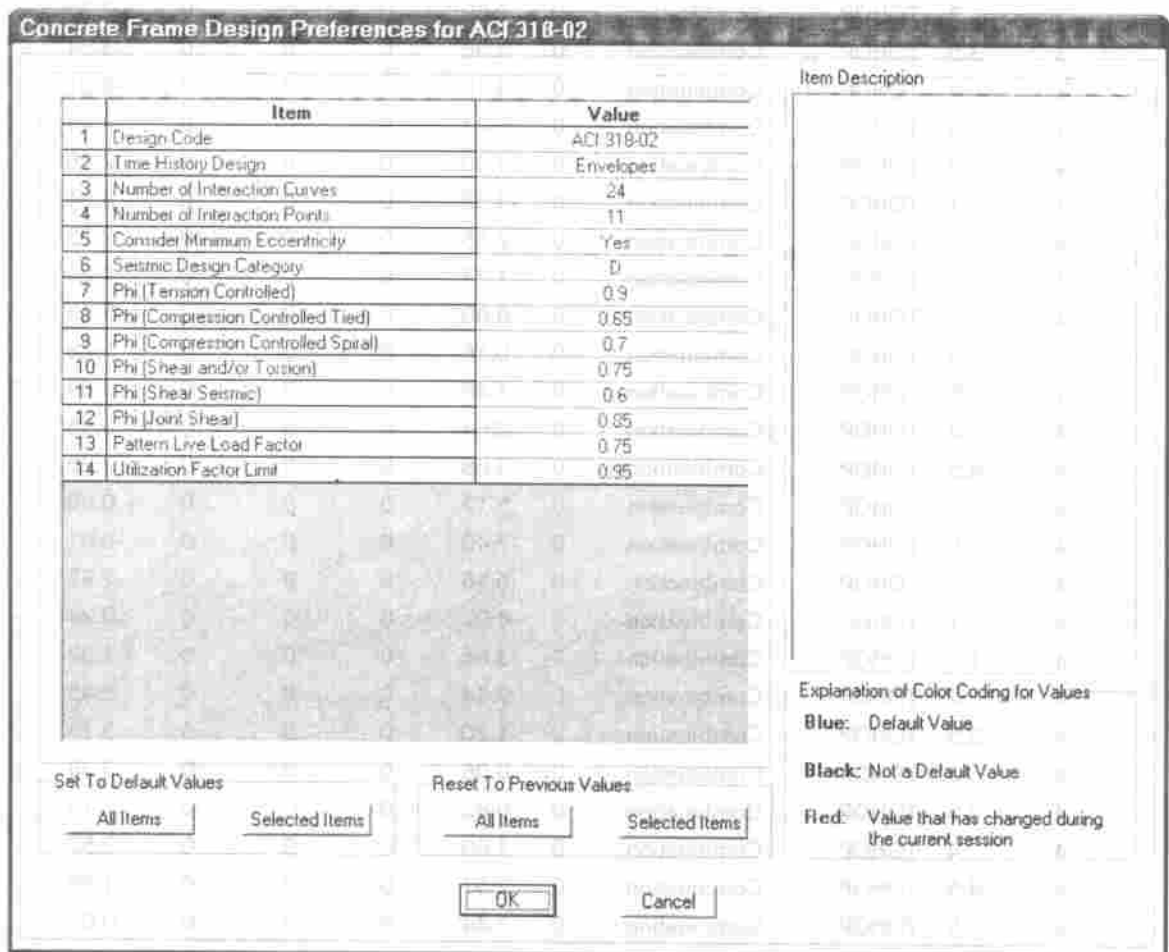 Concrete Frame Design Preferences for ACI 318-02
Item Value
1 Design Code ACI 318-02
2 Time History Design Envelopes
3 Number of Interaction Curves 24
4 Number of Interaction Points 11
5 Consider Minimum Eccentricity Yes
6 Seismic Design Category D
7 Phi (Tension Controlled) 0.9
8 Phi (Compression Controlled Tied) 0.65
9 Phi (Compression Controlled Spiral) 0.7
10 Phi (Shear and/or Torsion) 0.75
11 Phi (Shear Seismic) 0.6
12 Phi (Joint Shear) 0.85
13 Pattern Live Load Factor 0.75
14 Utilization Factor Limit 0.95
Item Description
Explanation of Color Coding for Values
Blue: Default Value
Black: Not a Default Value
Red: Value that has changed during
the current session
Set To Default Values
All Items Selected Items
Reset To Previous Values
All Items Selected Items
OK Cancel